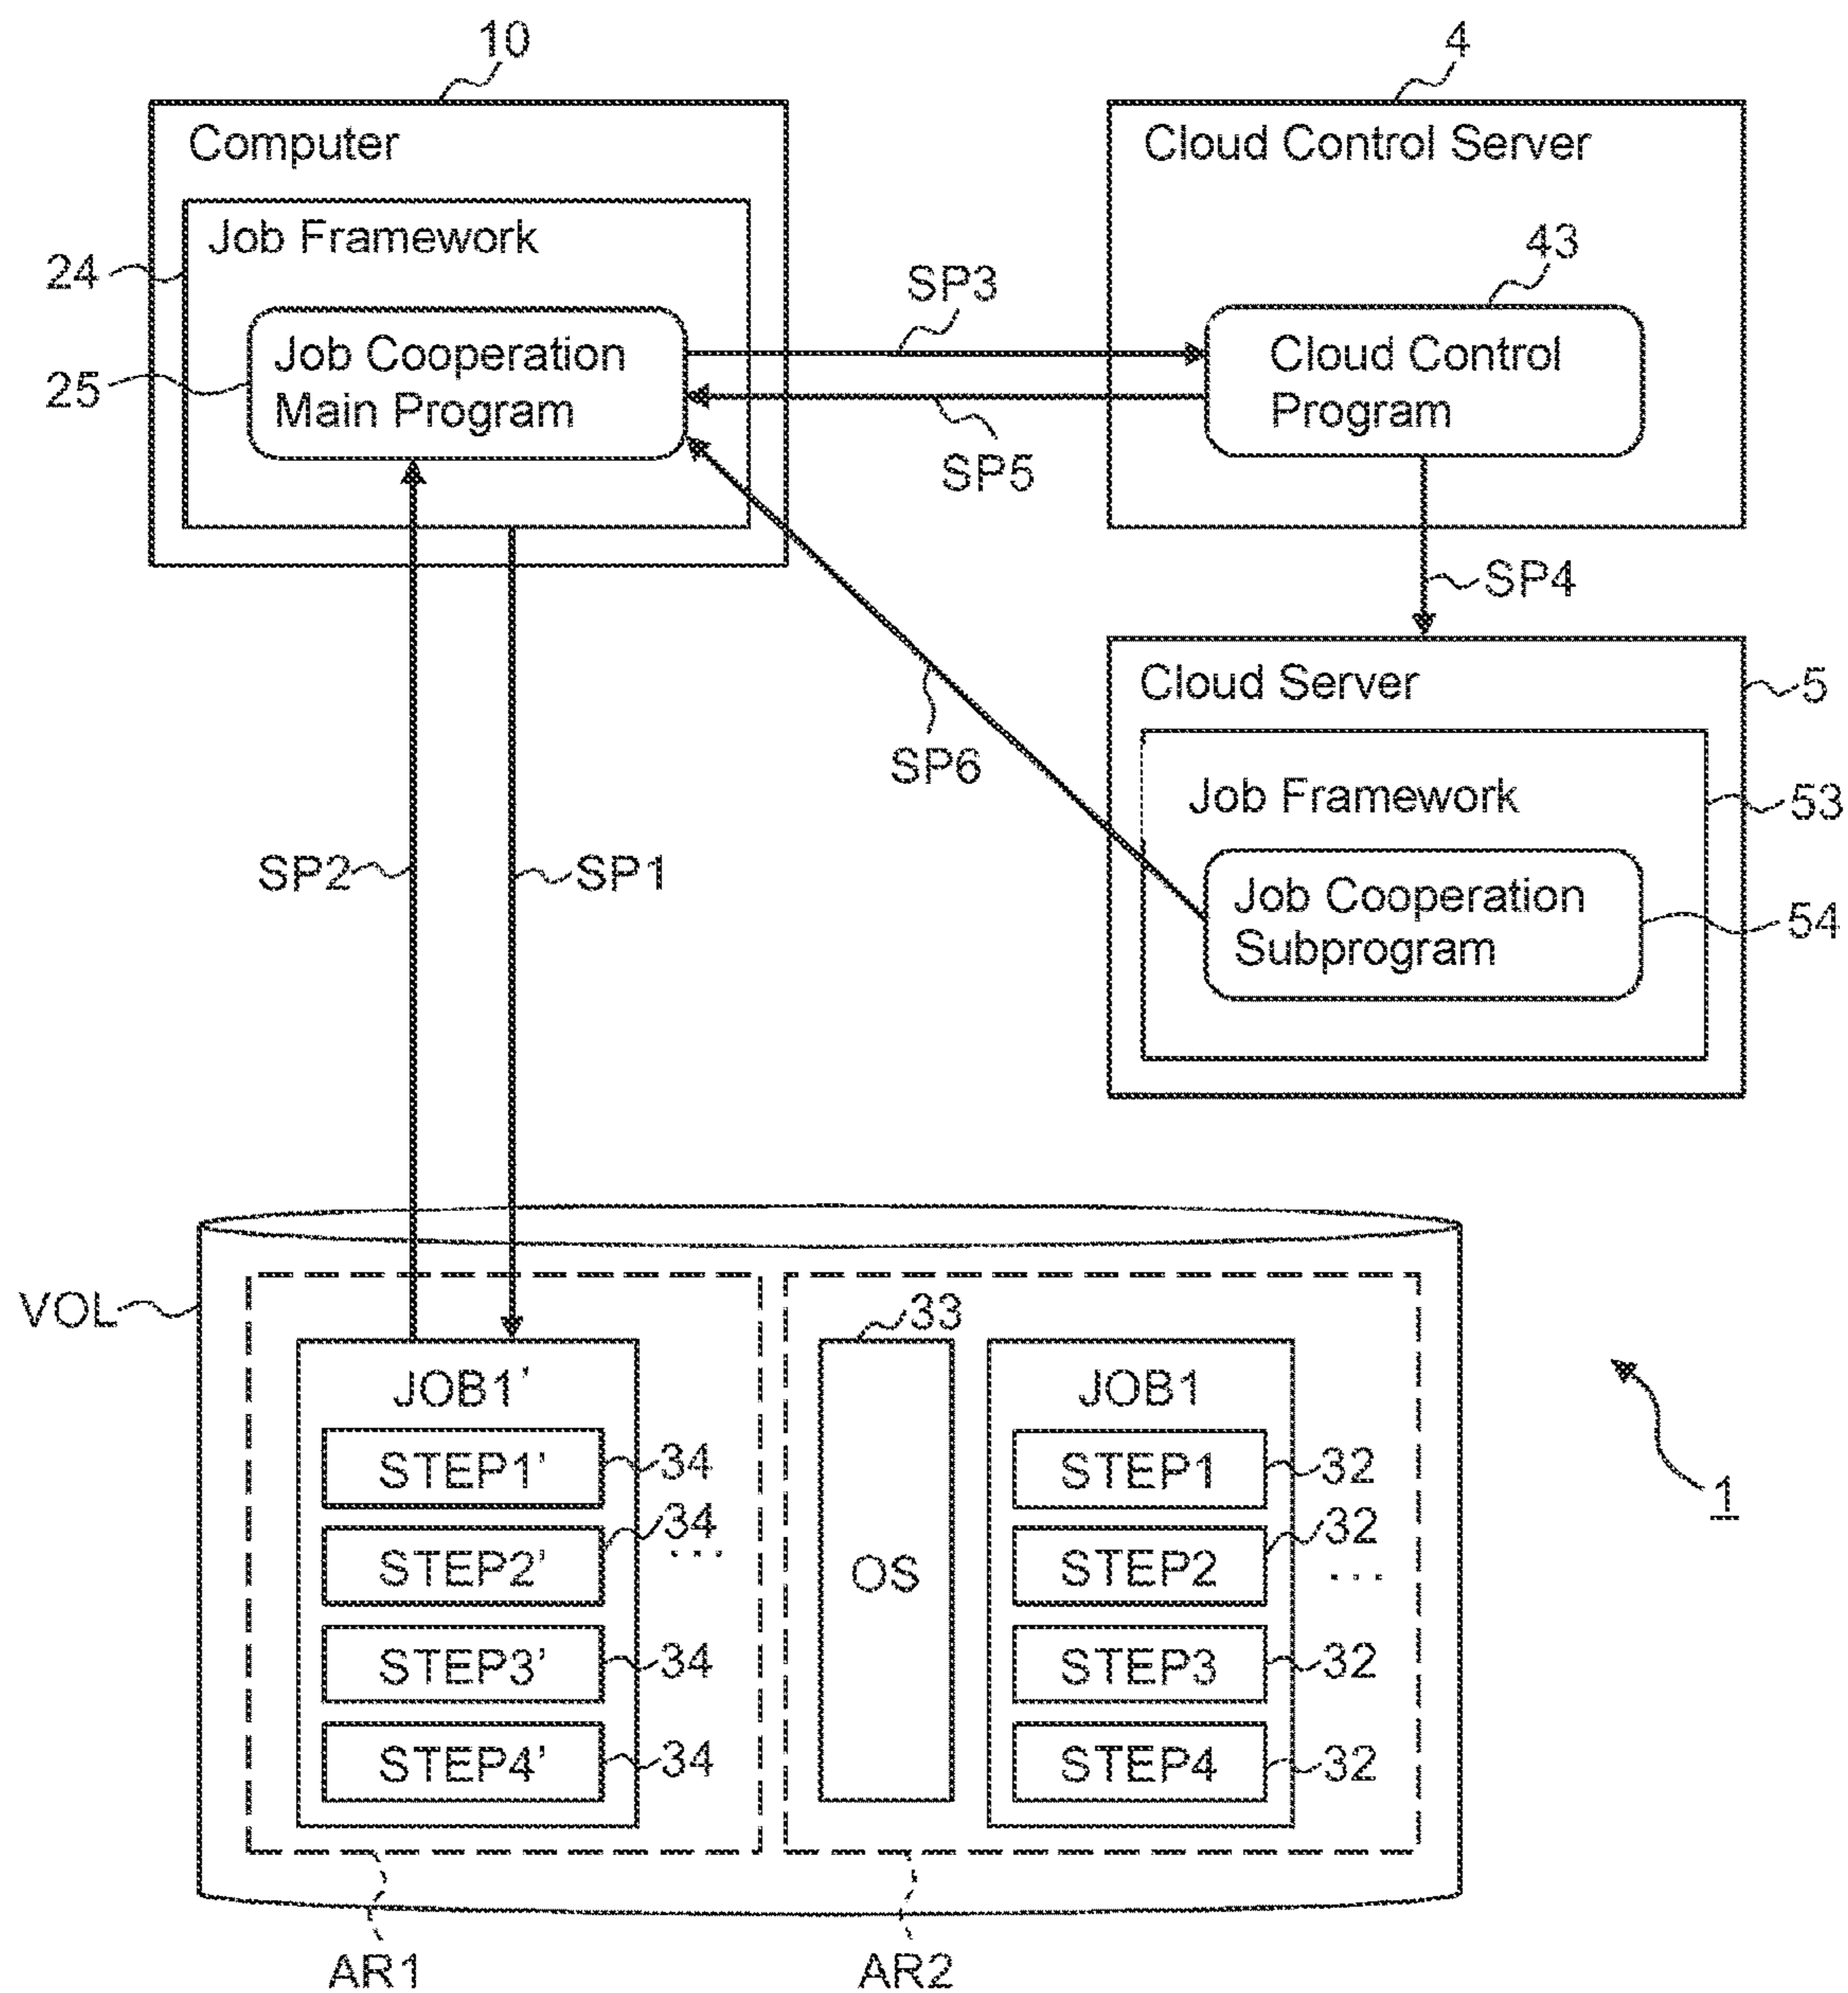 10
4
Computer
Cloud Control Server
Job Framework
24
43
SP3
Job Cooperation
Main Program
25
Cloud Control
Program
SP5
SP4
Cloud Server
5
SP6
Job Framework
53
SP2
SP1
Job Cooperation
Subprogram
54
VOL
33
JOB1’
JOB1
STEP1’
34
STEP1
32
34
32
STEP2’
...
OS
STEP2
...
STEP3’
34
STEP3
32
STEP4’
34
STEP4
32
1
AR1
AR2